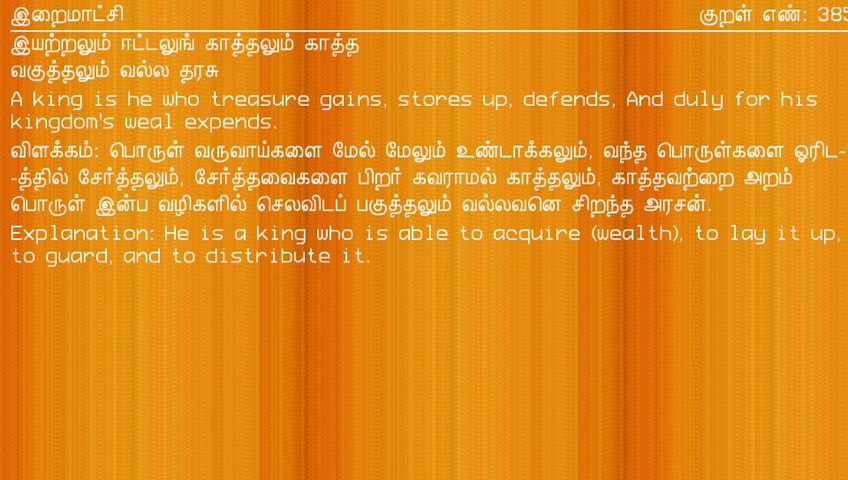 இறைமாட்சி குறள் எண்: 385
இயற்றலும் ஈட்டலுங் காத்தலும் காத்த
வகுத்தலும் வல்ல தரசு
A king is he who treasure gains, stores up, defends, And duly for his
kingdom's weal expends.
விளக்கம்: பொருள் வருவாய்களை மேல் மேலும் உண்டாக்கலும், வந்த பொருள்களை ஓரிட-
-த்தில் சேர்த்தலும், சேர்த்தவைகளை பிறர் கவராமல் காத்தலும், காத்தவற்றை அறம்
பொருள் இன்ப வழிகளில் செலவிடப் பகுத்தலும் வல்லவனெ சிறந்த அரசன்.
Explanation: He is a king who is able to acquire (wealth), to lay it up,
to guard, and to distribute it.